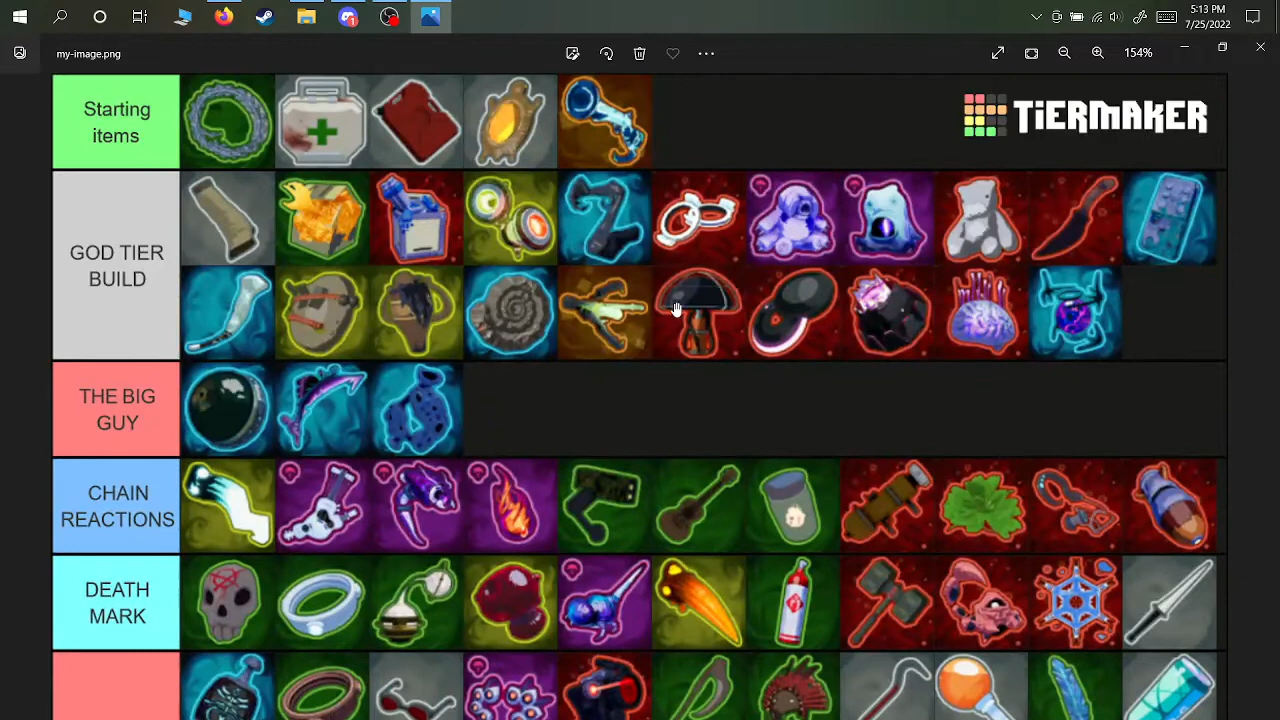 5:13 PM
7/25/2022
my-image.png
154%
Starting
items
TiERMAKER
GOD TIER
BUILD
THE BIG
GUY
CHAIN
REACTIONS
DEATH
MARK